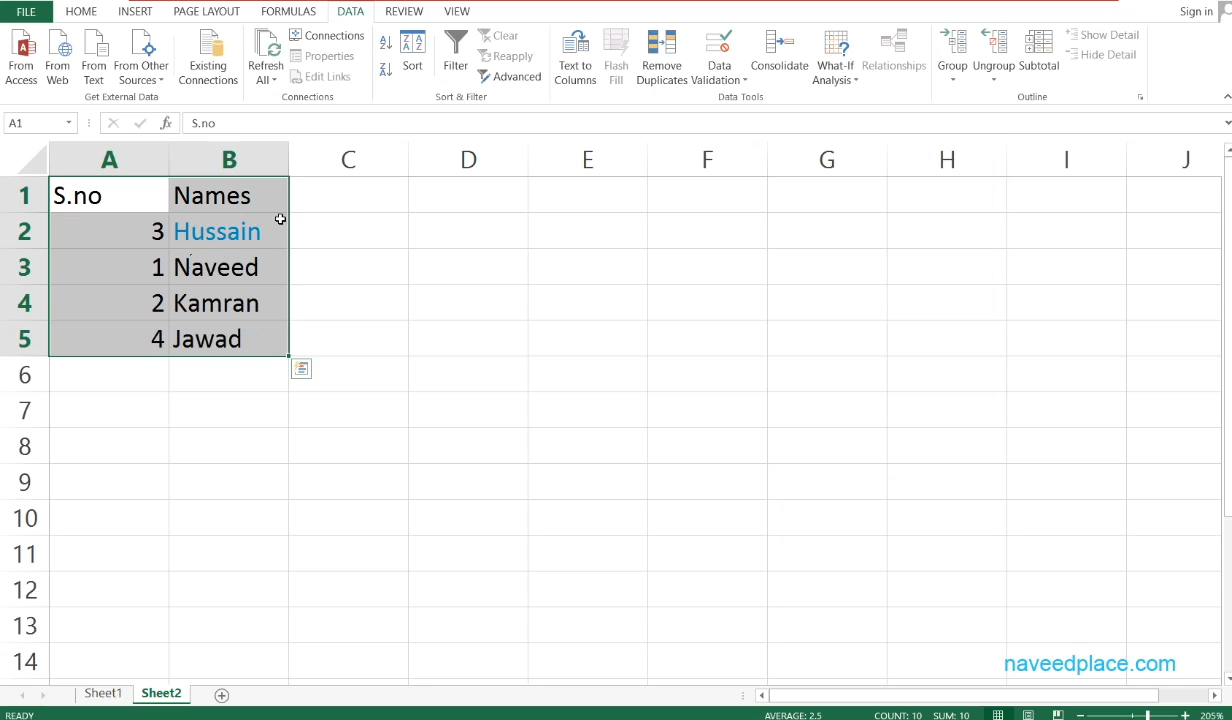 FILE HOME INSERT PAGE LAYOUT FORMULAS DATA REVIEW VIEW Sign in
From Access From Web From Text From Other Sources Existing Connections Refresh All Connections Properties Edit Links Sort Filter Clear Reapply Advanced Text to Columns Flash Fill Remove Duplicates Data Validation Consolidate What-If Analysis Relationships Group Ungroup Subtotal Show Detail Hide Detail
Get External Data Connections Sort & Filter Data Tools Outline
A1 fx S.no
A B C D E F G H I J
1 S.no Names
2 3 Hussain
3 1 Naveed
4 2 Kamran
5 4 Jawad
6
7
8
9
10
11
12
13
14
naveedplace.com
Sheet1 Sheet2
READY AVERAGE: 2.5 COUNT: 10 SUM: 10 205%